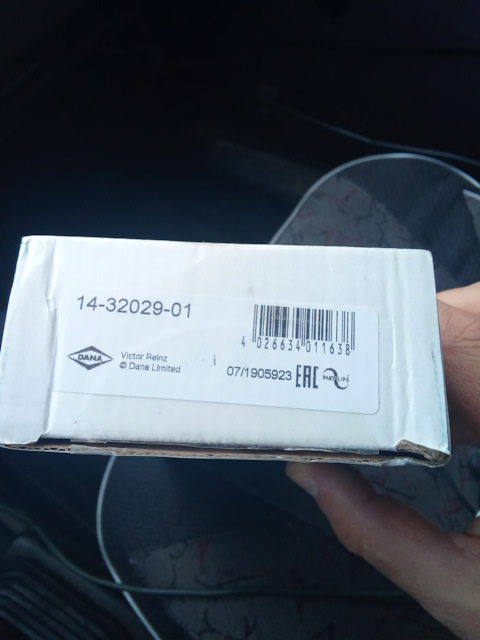 14-32029-01
4 026634 011638
DANA
Victor Reinz
© Dana Limited
07/1905923 EAC